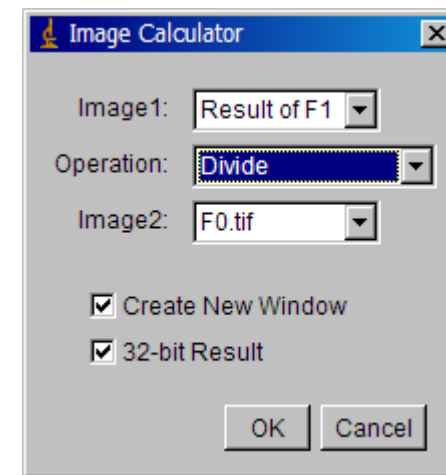 Image Calculator
Image1: Result of F1
Operation: Divide
Image2: F0.tif
Create New Window
32-bit Result
OK Cancel